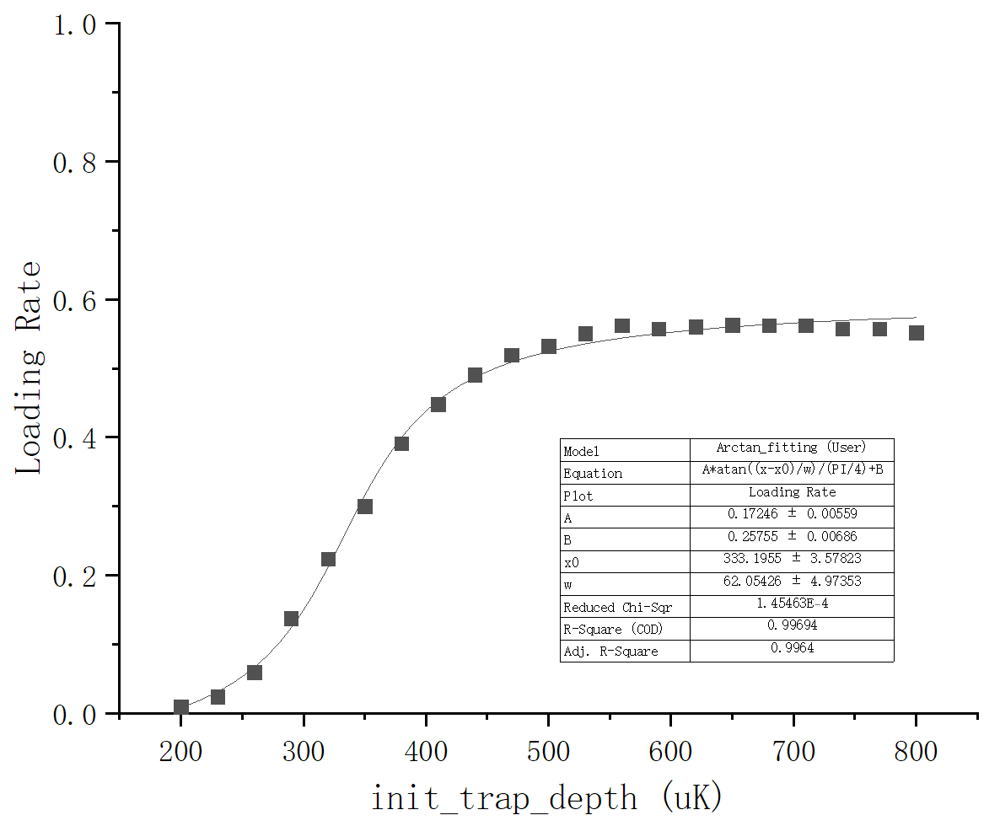 1.0
0.8
0.6
0.4
0.2
0.0
Loading Rate
200 300 400 500 600 700 800
init_trap_depth (uK)
Model Arctan_fitting (User)
Equation A*atan((x-x0)/w)/(PI/4)+B
Plot Loading Rate
A 0.17246 ± 0.00559
B 0.25755 ± 0.00686
x0 333.1955 ± 3.57823
w 62.05426 ± 4.97353
Reduced Chi-Sqr 1.45463E-4
R-Square (COD) 0.99694
Adj. R-Square 0.9964